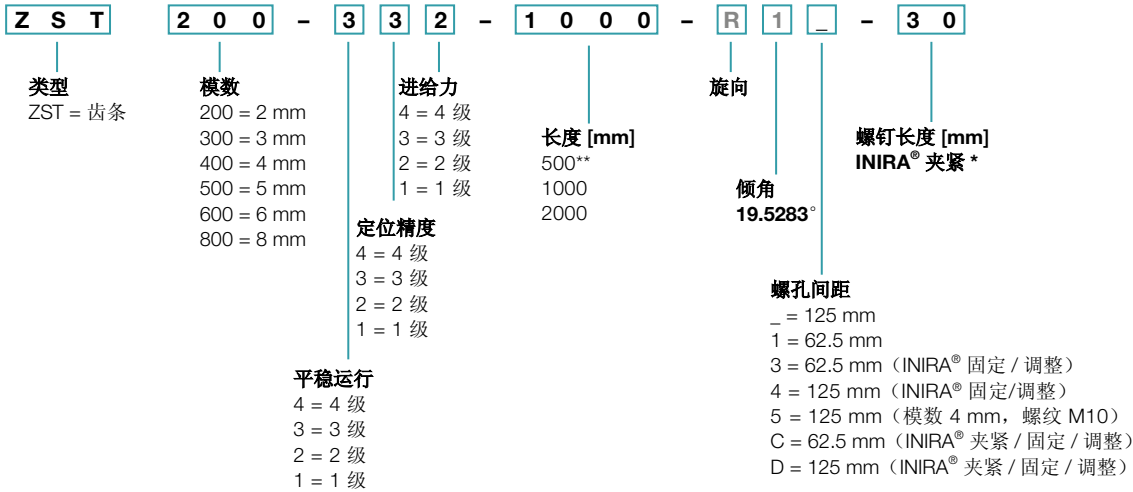 Z S T 2 0 0 – 3 3 2 – 1 0 0 0 – R 1 _ – 3 0
类型
ZST = 齿条
模数
200 = 2 mm
300 = 3 mm
400 = 4 mm
500 = 5 mm
600 = 6 mm
800 = 8 mm
平稳运行
4 = 4 级
3 = 3 级
2 = 2 级
1 = 1 级
定位精度
4 = 4 级
3 = 3 级
2 = 2 级
1 = 1 级
进给力
4 = 4 级
3 = 3 级
2 = 2 级
1 = 1 级
长度 [mm]
500**
1000
2000
旋向
倾角
19.5283°
螺孔间距
_ = 125 mm
1 = 62.5 mm
3 = 62.5 mm（INIRA® 固定 / 调整）
4 = 125 mm（INIRA® 固定/调整）
5 = 125 mm（模数 4 mm，螺纹 M10）
C = 62.5 mm（INIRA® 夹紧 / 固定 / 调整）
D = 125 mm（INIRA® 夹紧 / 固定 / 调整）
螺钉长度 [mm]
INIRA® 夹紧 *